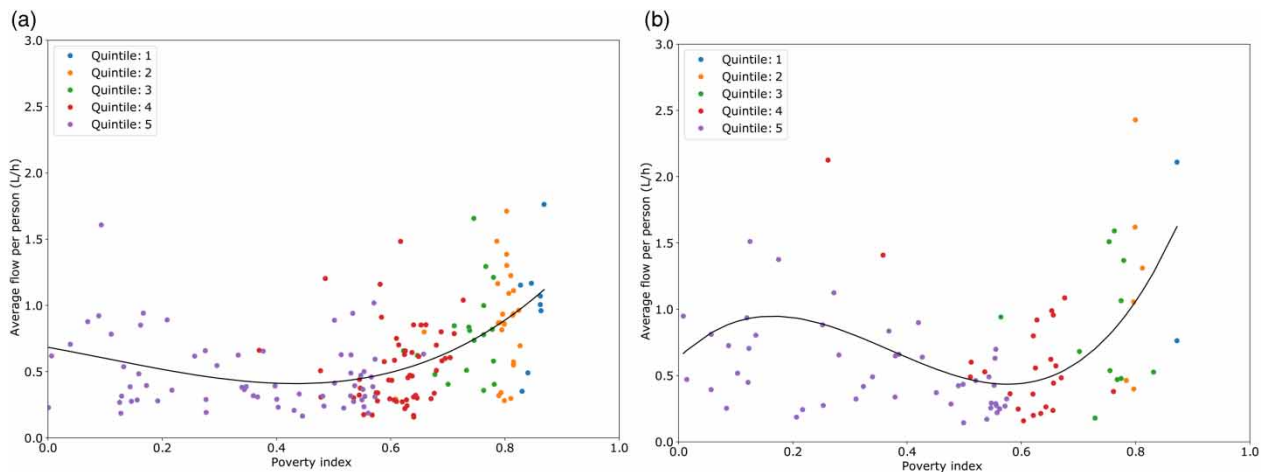 (a)
3.0
2.5
2.0
1.5
1.0
0.5
0.0
Average flow per person (L/h)
Quintile: 1
Quintile: 2
Quintile: 3
Quintile: 4
Quintile: 5
0.0 0.2 0.4 0.6 0.8 1.0
Poverty index
(b)
3.0
2.5
2.0
1.5
1.0
0.5
0.0
Average flow per person (L/h)
Quintile: 1
Quintile: 2
Quintile: 3
Quintile: 4
Quintile: 5
0.0 0.2 0.4 0.6 0.8 1.0
Poverty index